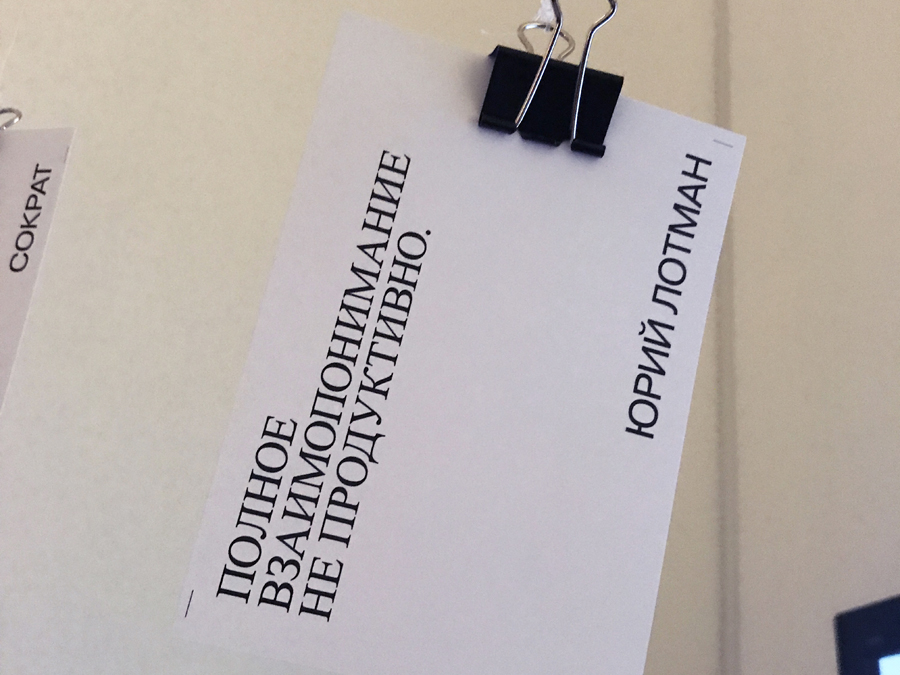 СОКРАТ
ПОЛНОЕ
ВЗАИМОПОНИМАНИЕ
НЕ ПРОДУКТИВНО.
ЮРИЙ ЛОТМАН